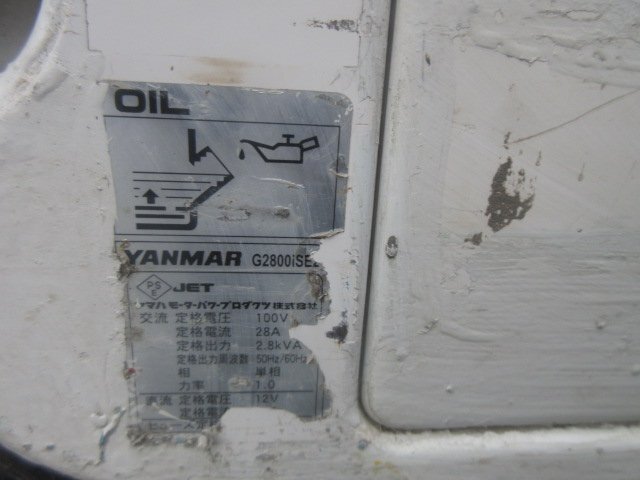 OIL
YANMAR G2800iSE
PS
E JET
ヤマハモーターパワープロダクツ株式会社
交流 定格電圧 100V
定格電流 28A
定格出力 2.8kVA
定格出力周波数 50Hz/60Hz
相 単相
力率 1.0
直流 定格電圧 12V
定格電